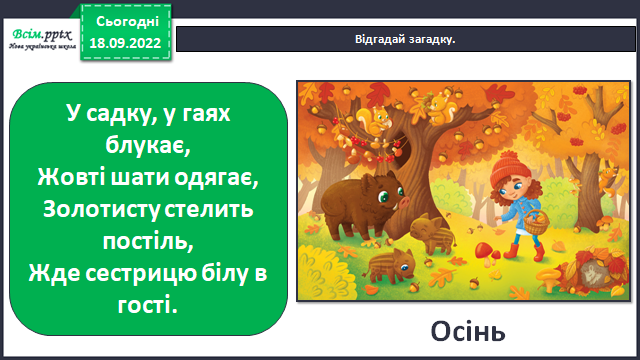 Всім.pptx
Нова українська школа
Сьогодні
18.09.2022
Відгадай загадку.
У садку, у гаях
блукає,
Жовті шати одягає,
Золотисту стелить
постіль,
Жде сестрицю білу в
гості.
Осінь